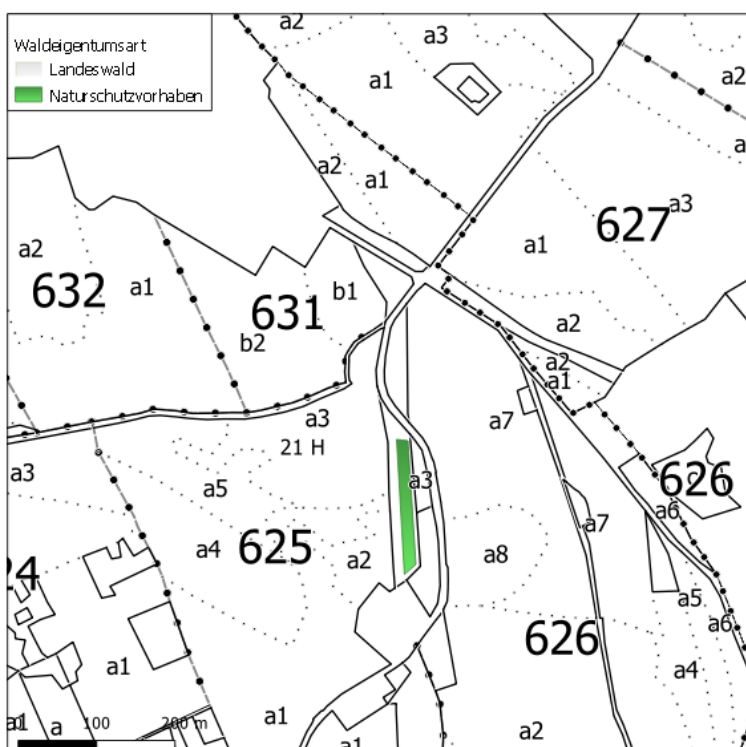 Waldeigentumsart
Landeswald
Naturschutzvorhaben
a2
a3
a1
a2
a2
a1
a3
627
a2
a1
a1
632
631
b1
b2
a2
a2
a1
a3
a7
21 H
a3
a3
a5
626
a6
a7
a4
625
a2
a8
a5
a6
626
a1
a4
a1
a
a1
a2
a1
100
200 m